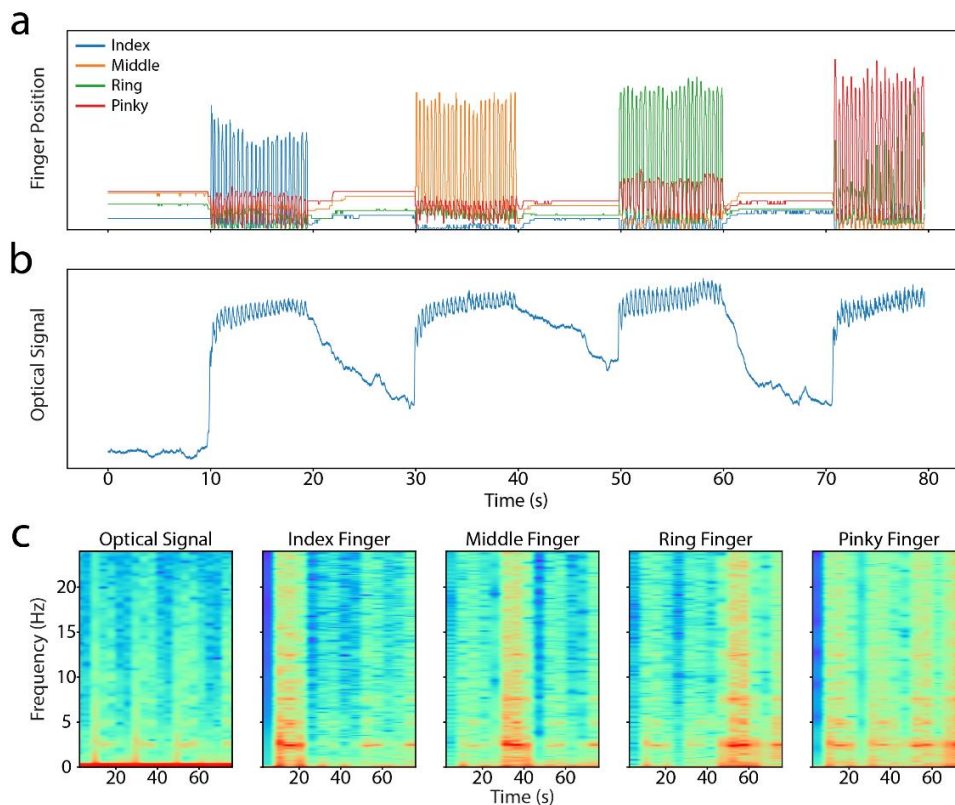 a
Index
Middle
Ring
Pinky
Finger Position
b
Optical Signal
0 10 20 30 40 50 60 70 80
Time (s)
c
Optical Signal Index Finger Middle Finger Ring Finger Pinky Finger
Frequency (Hz)
20
15
10
5
0
20 40 60 20 40 60 20 40 60 20 40 60 20 40 60
Time (s)